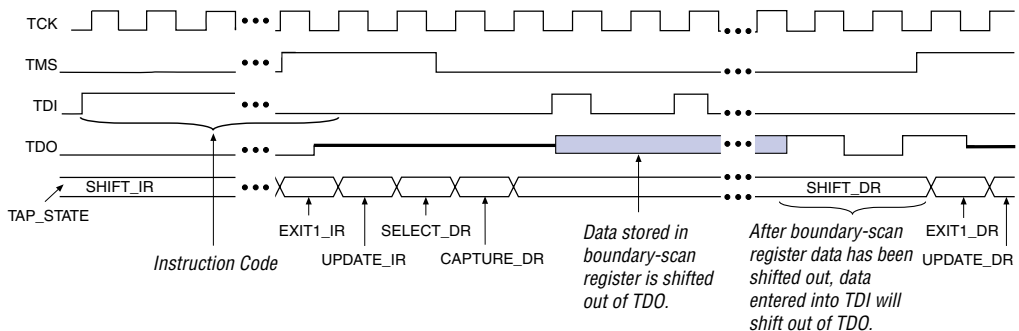 TCK
TMS
TDI
TDO
SHIFT_IR
SHIFT_DR
TAP_STATE
EXIT1_IR
SELECT_DR
EXIT1_DR
Instruction Code
UPDATE_IR
CAPTURE_DR
UPDATE_DR
Data stored in
boundary-scan
register is shifted
out of TDO.
After boundary-scan
register data has been
shifted out, data
entered into TDI will
shift out of TDO.